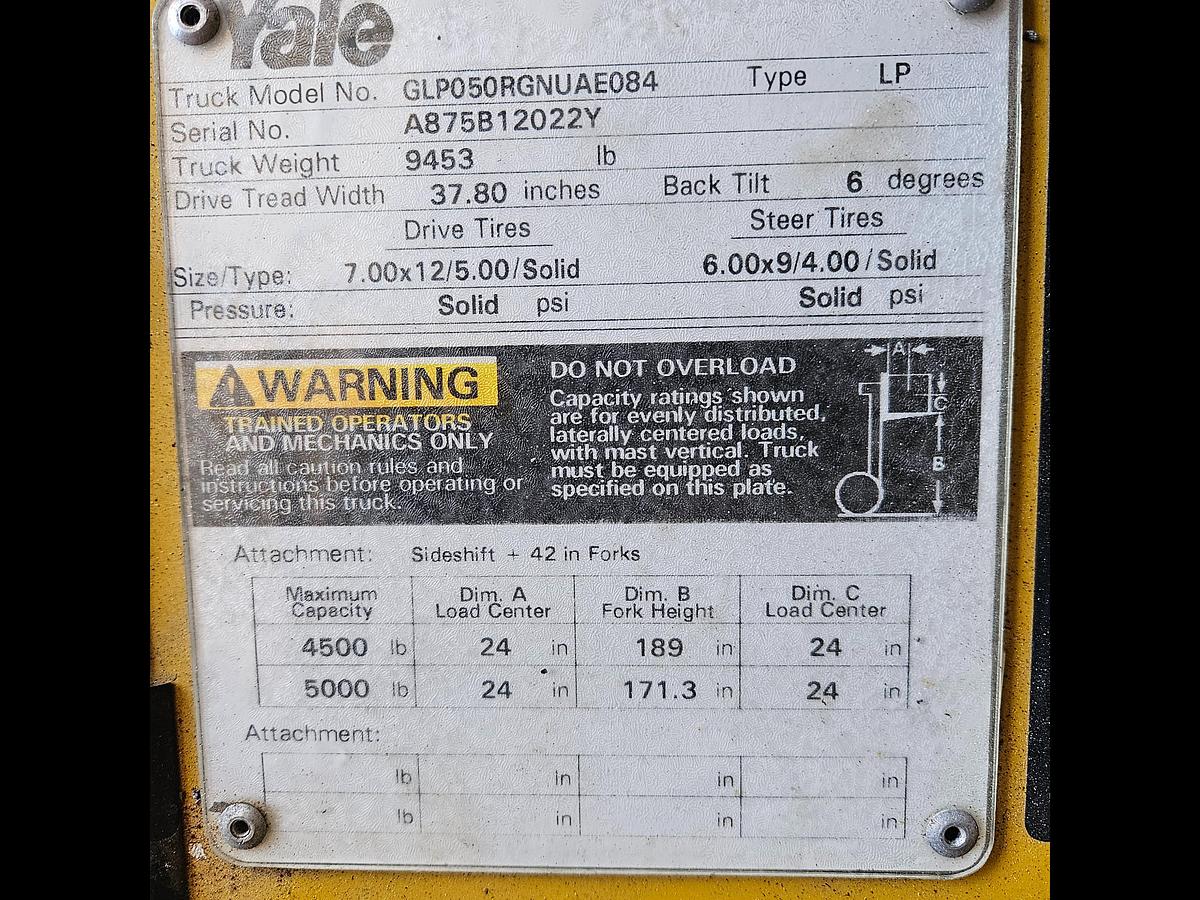 Yale
Truck Model No. GLP050RGNUAE084 Type LP
Serial No. A875B12022Y
Truck Weight 9453 lb
Drive Tread Width 37.80 inches Back Tilt 6 degrees
Drive Tires Steer Tires
Size/Type: 7.00x12/5.00/Solid 6.00x9/4.00/Solid
Pressure: Solid psi Solid psi
WARNING
TRAINED OPERATORS
AND MECHANICS ONLY
Read all caution rules and
instructions before operating or
servicing this truck.
DO NOT OVERLOAD
Capacity ratings shown
are for evenly distributed,
laterally centered loads,
with mast vertical. Truck
must be equipped as
specified on this plate.
A
C
B
Attachment: Sideshift + 42 in Forks
Maximum Capacity Dim. A Load Center Dim. B Fork Height Dim. C Load Center
4500 lb 24 in 189 in 24 in
5000 lb 24 in 171.3 in 24 in
Attachment:
lb in in in
lb in in in